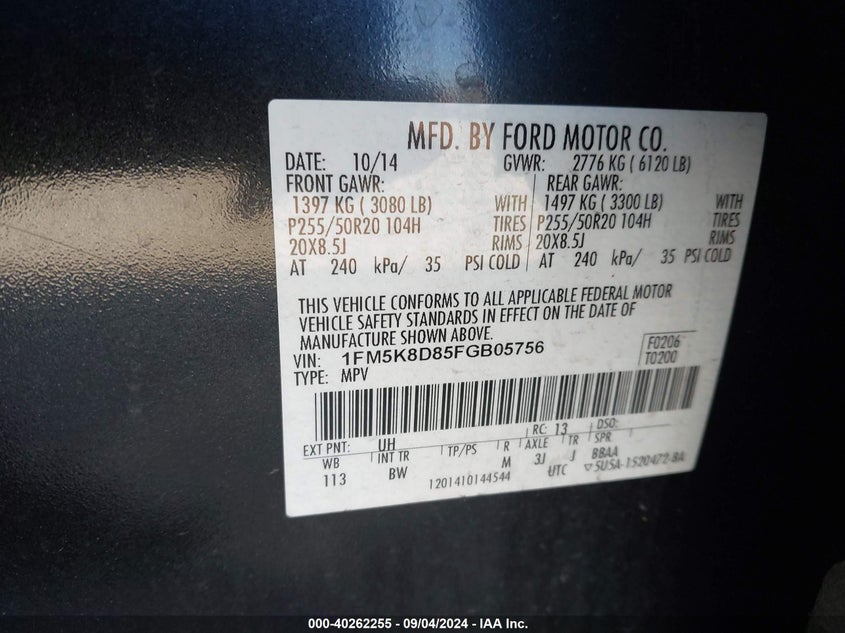 MFD. BY FORD MOTOR CO.
DATE: 10/14 GVWR: 2776 KG ( 6120 LB)
FRONT GAWR: REAR GAWR:
1397 KG ( 3080 LB) WITH 1497 KG ( 3300 LB) WITH
P255/50R20 104H TIRES P255/50R20 104H TIRES
20X8.5J RIMS 20X8.5J RIMS
AT 240 kPa/ 35 PSI COLD AT 240 kPa/ 35 PSI COLD
THIS VEHICLE CONFORMS TO ALL APPLICABLE FEDERAL MOTOR
VEHICLE SAFETY STANDARDS IN EFFECT ON THE DATE OF
MANUFACTURE SHOWN ABOVE.
VIN: 1FM5K8D85FGB05756 F0206
TYPE: MPV T0200
EXT PNT: UH RC: 13 DSO:
WB INT TR TP/PS R AXLE TR SPR
113 BW M 3J J BBAA
1201410144544 UTC ▽5U5A-1520472-BA
000-40262255 - 09/04/2024 - IAA Inc.